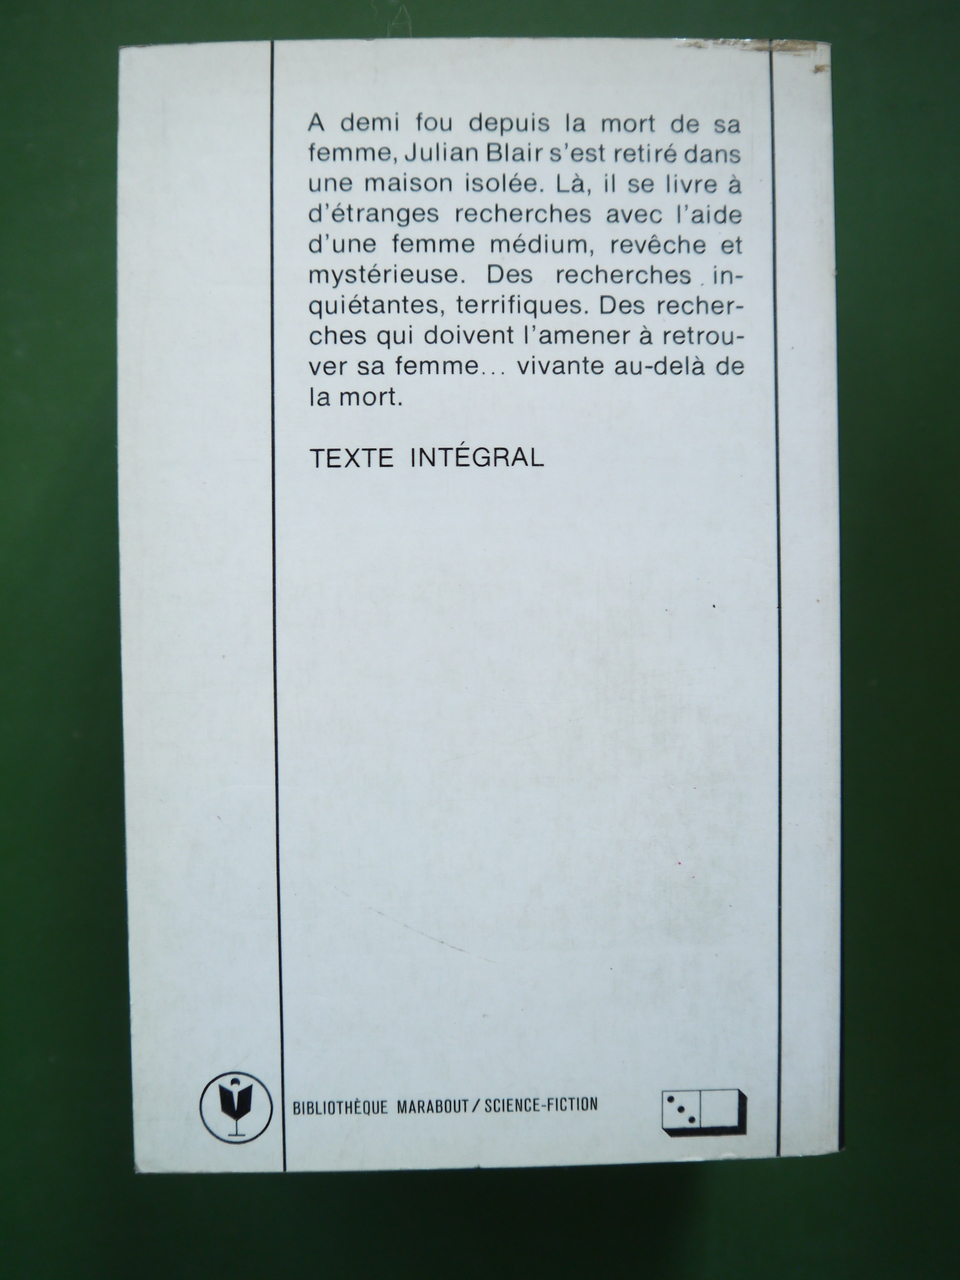 A demi fou depuis la mort de sa
femme, Julian Blair s'est retiré dans
une maison isolée. Là, il se livre à
d'étranges recherches avec l'aide
d'une femme médium, revêche et
mystérieuse. Des recherches in-
quiétantes, terrifiques. Des recher-
ches qui doivent l'amener à retrou-
ver sa femme... vivante au-delà de
la mort.
TEXTE INTÉGRAL
BIBLIOTHÈQUE MARABOUT / SCIENCE-FICTION